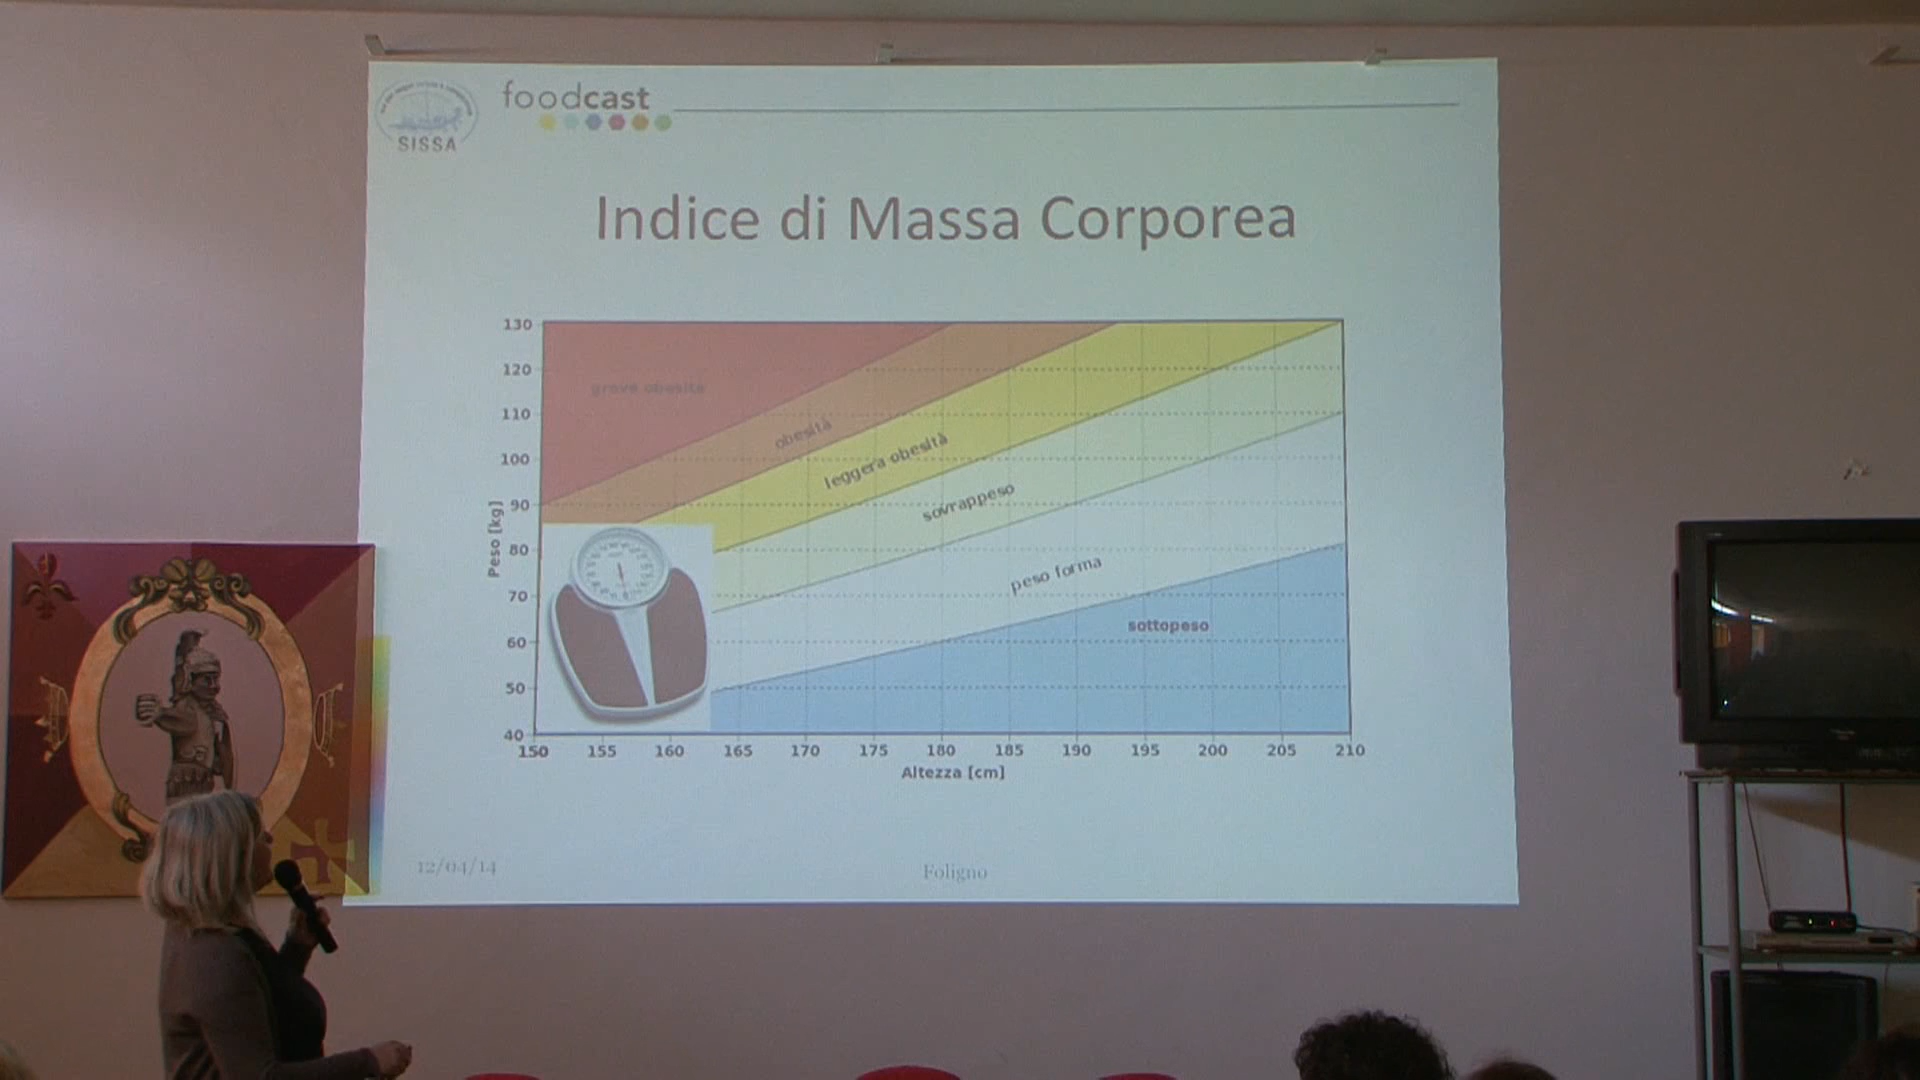 foodcast
SISSA
Indice di Massa Corporea
130
120
110
100
90
80
70
60
50
40
Peso [kg]
grave obesità
obesità
leggera obesità
sovrappeso
peso forma
sottopeso
150 155 160 165 170 175 180 185 190 195 200 205 210
Altezza [cm]
12/04/14
Foligno